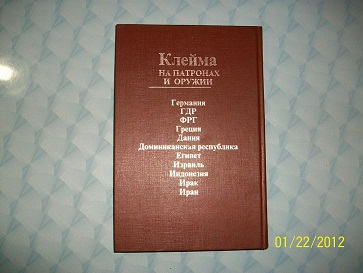 Клейма
НА ПАТРОНАХ
И ОРУЖИИ
Германия
ГДР
ФРГ
Греция
Дания
Доминиканская республика
Египет
Израиль
Индонезия
Ирак
Иран
01/22/2012